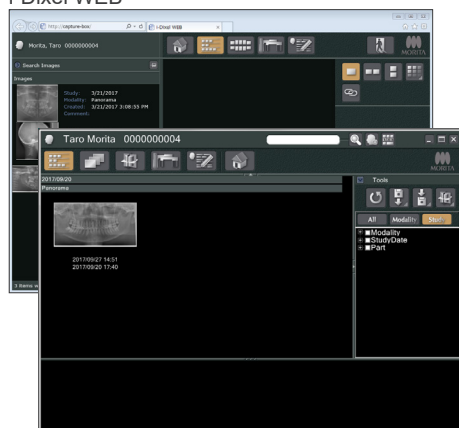 i-Dixel WEB
http://capture-box/
i-Dixel WEB
Morita, Taro 0000000004
MORITA
Search Images
Images
Study: 3/21/2017
Modality: Panorama
Created: 3/21/2017 3:08:55 PM
Comment:
Taro Morita 0000000004
MORITA
2017/09/20
Panorama
2017/09/27 14:51
2017/09/20 17:40
Tools
All Modality Study
Modality
StudyDate
Part
3 items